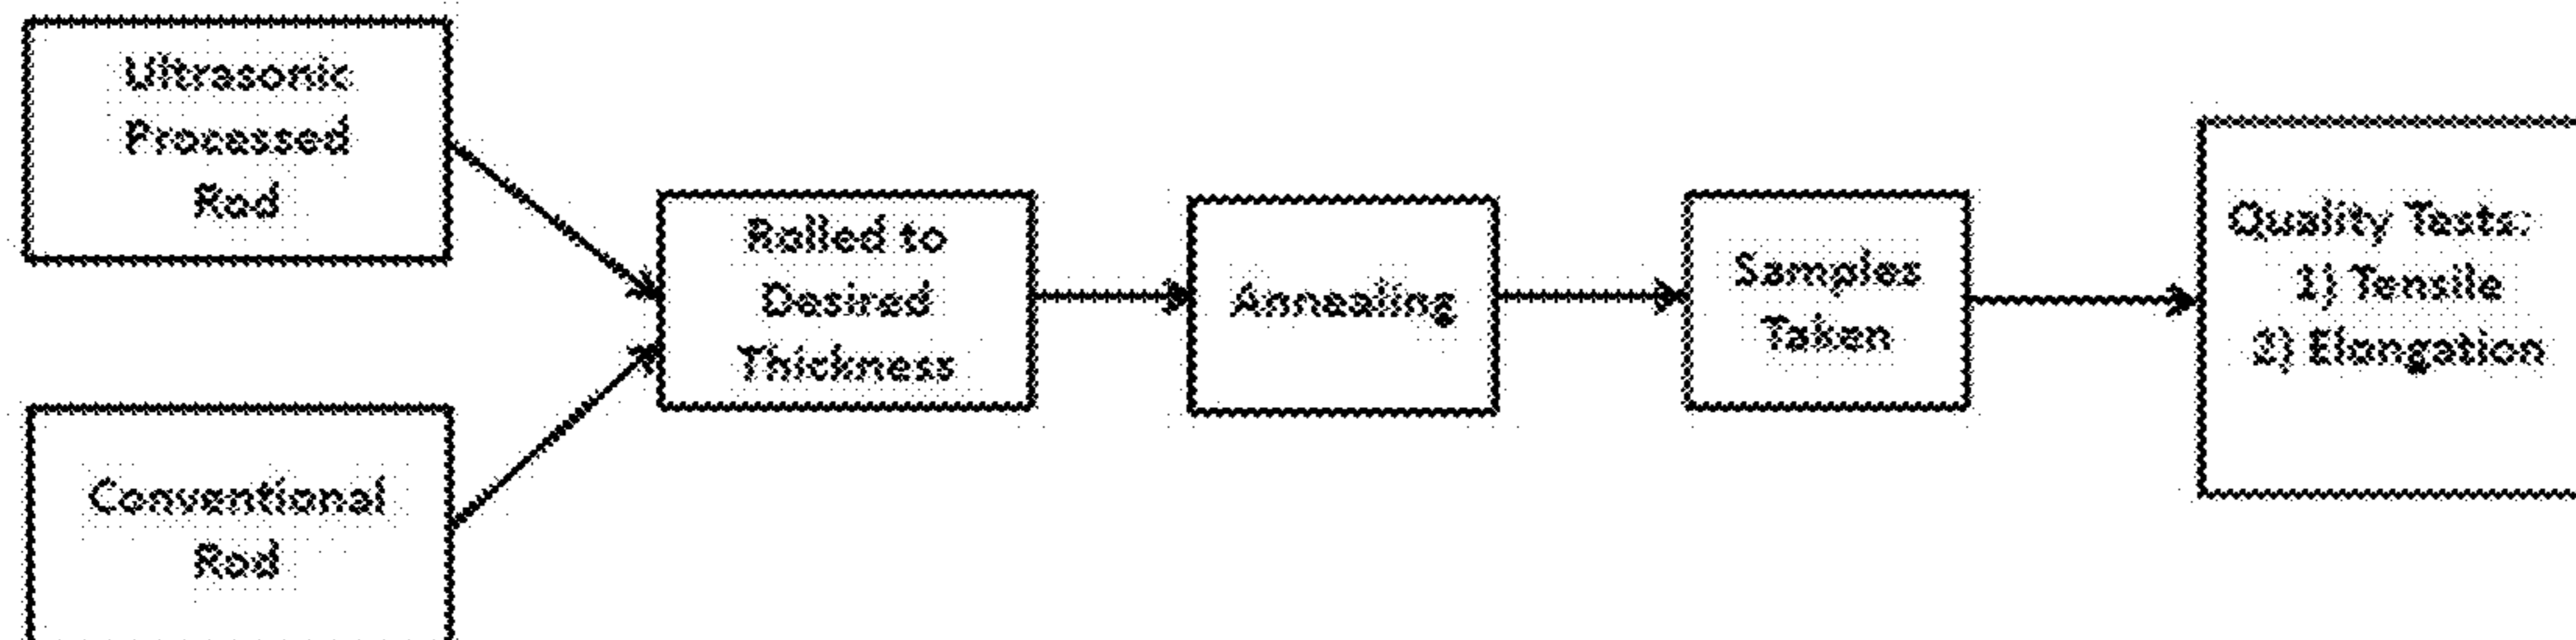 Ultrasonic
Processed
Rod
Conventional
Rod
Rolled to
Desired
Thickness
Annealing
Samples
Taken
Quality Tests:
1) Tensile
2) Elongation